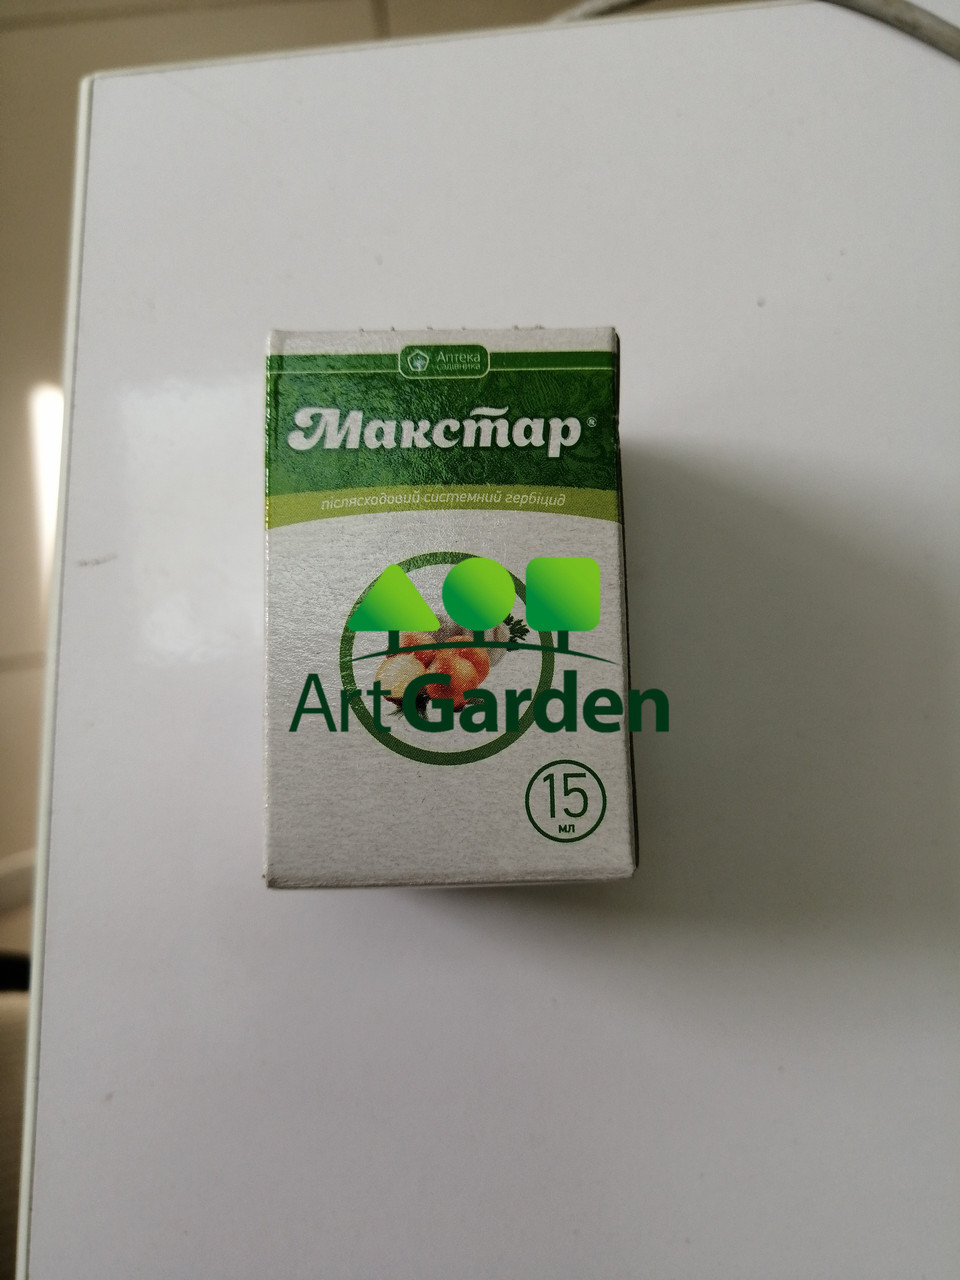 Аптека
садівника
Макстар®
післясходовий системний гербіцид
Art Garden
15
мл